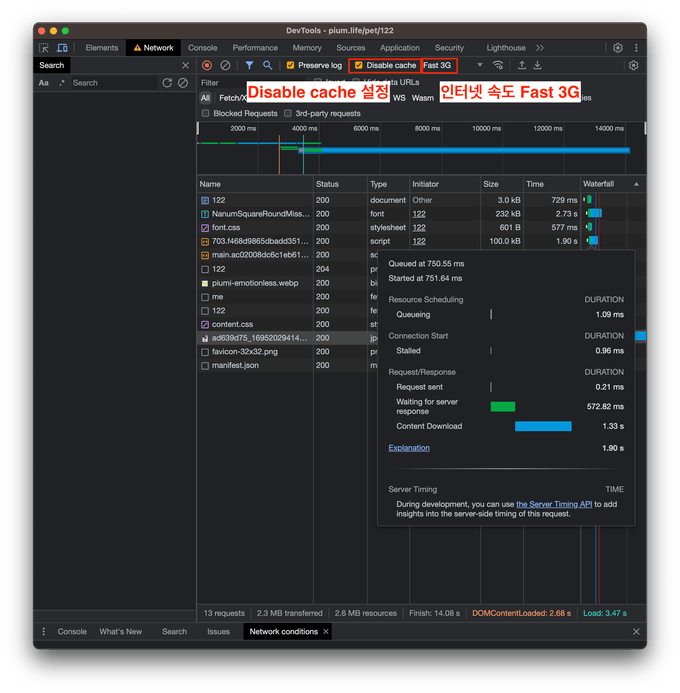 DevTools - pium.life/pet/122
Elements Network Console Performance Memory Sources Application Security Lighthouse
Search Preserve log Disable cache Fast 3G
Aa .* Search Filter
Hide data URLs
All Fetch/X WS Wasm
Disable cache 설정 인터넷 속도 Fast 3G
Blocked Requests 3rd-party requests
2000 ms 4000 ms 6000 ms 8000 ms 10000 ms 12000 ms 14000 ms
Name Status Type Initiator Size Time Waterfall
122 200 document Other 3.0 kB 729 ms
NanumSquareRoundMiss... 200 font 122 232 kB 2.73 s
font.css 200 stylesheet 122 601 B 577 ms
703.f468d9865dbadd351... 200 script 122 100.0 kB 1.90 s
main.ac02008dc6c1eb61... 200 sc
122 204 pr
piumi-emotionless.webp 200
me 200 fe
122 200 fe
content.css 200 st
ad639d75_16952029414... 200 jp
favicon-32x32.png 200
manifest.json 200
Queued at 750.55 ms
Started at 751.64 ms
Resource Scheduling DURATION
Queueing 1.09 ms
Connection Start DURATION
Stalled 0.96 ms
Request/Response DURATION
Request sent 0.21 ms
Waiting for server
response 572.82 ms
Content Download 1.33 s
Explanation 1.90 s
Server Timing TIME
During development, you can use the Server Timing API to add
insights into the server-side timing of this request.
13 requests 2.3 MB transferred 2.6 MB resources Finish: 14.08 s DOMContentLoaded: 2.68 s Load: 3.47 s
Console What's New Search Issues Network conditions